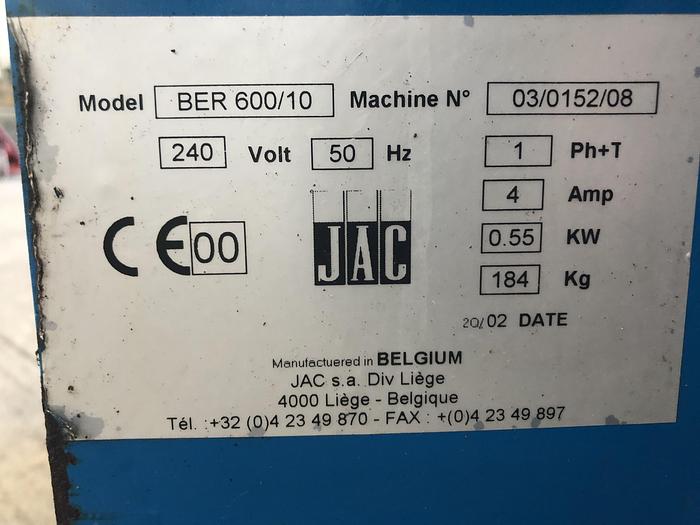 Model BER 600/10 Machine N° 03/0152/08
240 Volt 50 Hz 1 Ph+T
4 Amp
CE 00 JAC 0.55 KW
184 Kg
20/02 DATE
Manufactuered in BELGIUM
JAC s.a. Div Liège
4000 Liège - Belgique
Tél. :+32 (0)4 23 49 870 - FAX : +(0)4 23 49 897